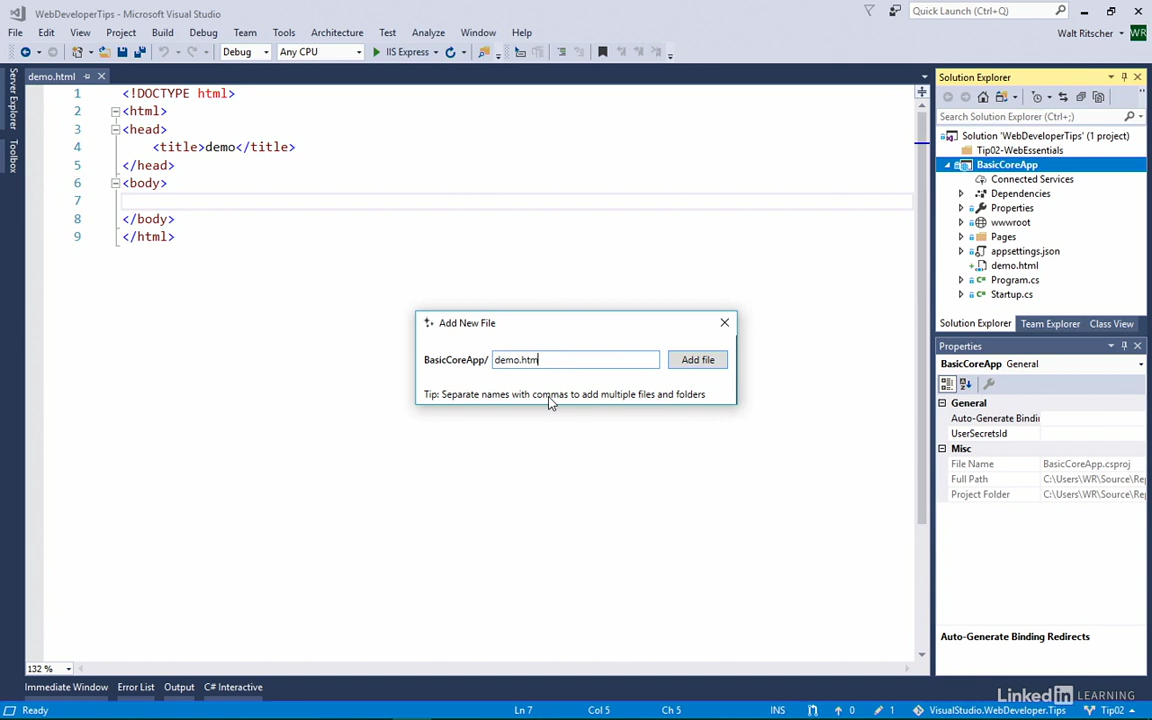 WebDeveloperTips - Microsoft Visual Studio
Quick Launch (Ctrl+Q)
File Edit View Project Build Debug Team Tools Architecture Test Analyze Window Help
Walt Ritscher WR
Debug Any CPU IIS Express
Server Explorer
Toolbox
demo.html
1 <!DOCTYPE html>
2 <html>
3 <head>
4 <title>demo</title>
5 </head>
6 <body>
7
8 </body>
9 </html>
Add New File
BasicCoreApp/ demo.htm Add file
Tip: Separate names with commas to add multiple files and folders
Solution Explorer
Search Solution Explorer (Ctrl+;)
Solution 'WebDeveloperTips' (1 project)
Tip02-WebEssentials
BasicCoreApp
Connected Services
Dependencies
Properties
wwwroot
Pages
appsettings.json
demo.html
Program.cs
Startup.cs
Solution Explorer Team Explorer Class View
Properties
BasicCoreApp General
General
Auto-Generate Bindi
UserSecretsId
Misc
File Name BasicCoreApp.csproj
Full Path C:\Users\WR\Source\Re
Project Folder C:\Users\WR\Source\Re
Auto-Generate Binding Redirects
132 %
Immediate Window Error List Output C# Interactive
Linked in LEARNING
Ready Ln 7 Col 5 Ch 5 INS 0 1 VisualStudio.WebDeveloper.Tips Tip02